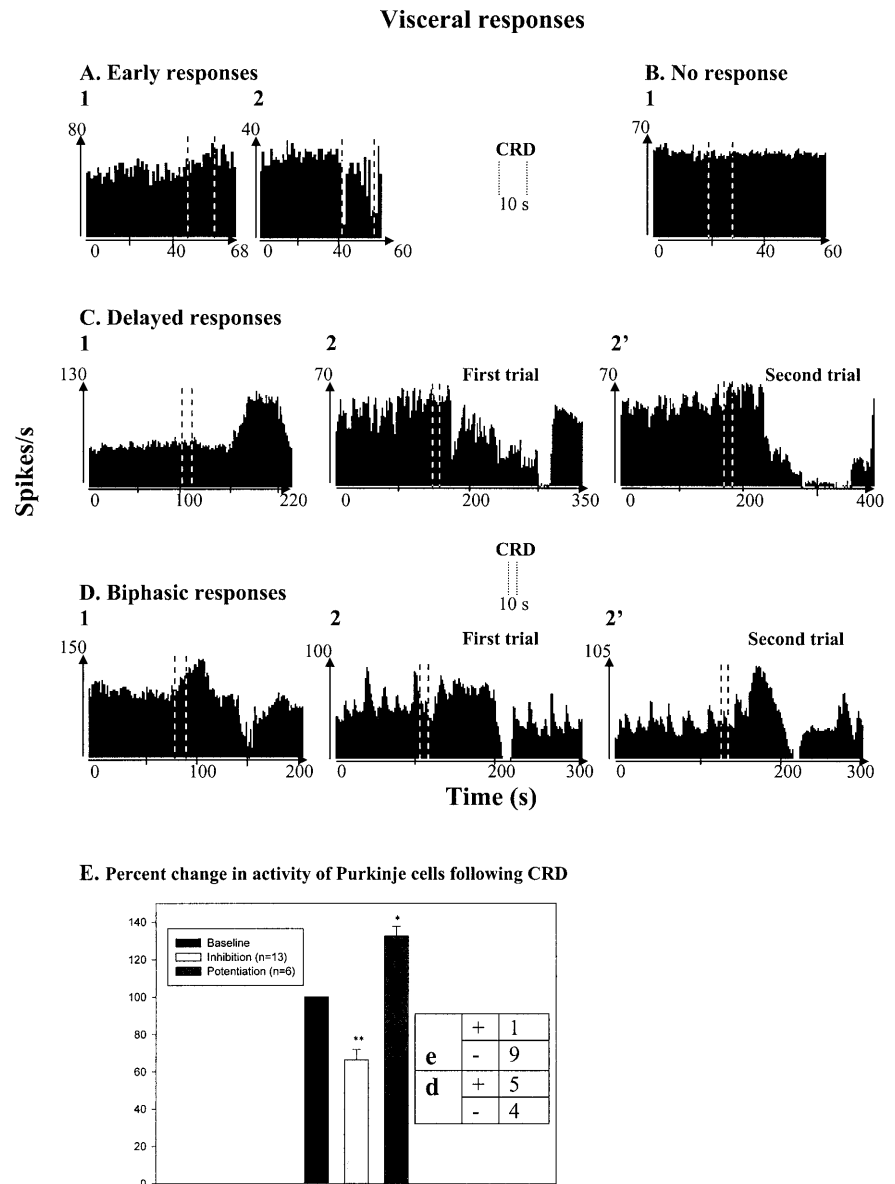 Visceral responses
A. Early responses
B. No response
1
2
1
80
40
70
CRD
10 s
0
40
68
0
40
60
0
40
60
C. Delayed responses
1
2
2’
130
70
First trial
70
Second trial
Spikes/s
0
100
220
0
200
350
0
200
400
CRD
10 s
D. Biphasic responses
1
2
2’
150
100
First trial
105
Second trial
0
100
200
0
200
300
0
200
300
Time (s)
E. Percent change in activity of Purkinje cells following CRD
140
120
100
80
60
40
20
0
Baseline
Inhibition (n=13)
Potentiation (n=6)
**
*
e + 1
- 9
d + 5
- 4